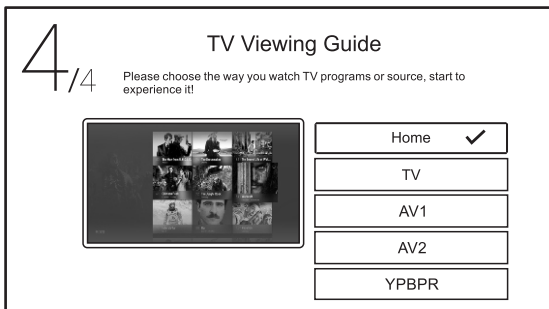 4/4
TV Viewing Guide
Please choose the way you watch TV programs or source, start to
experience it!
Home
TV
AV1
AV2
YPBPR